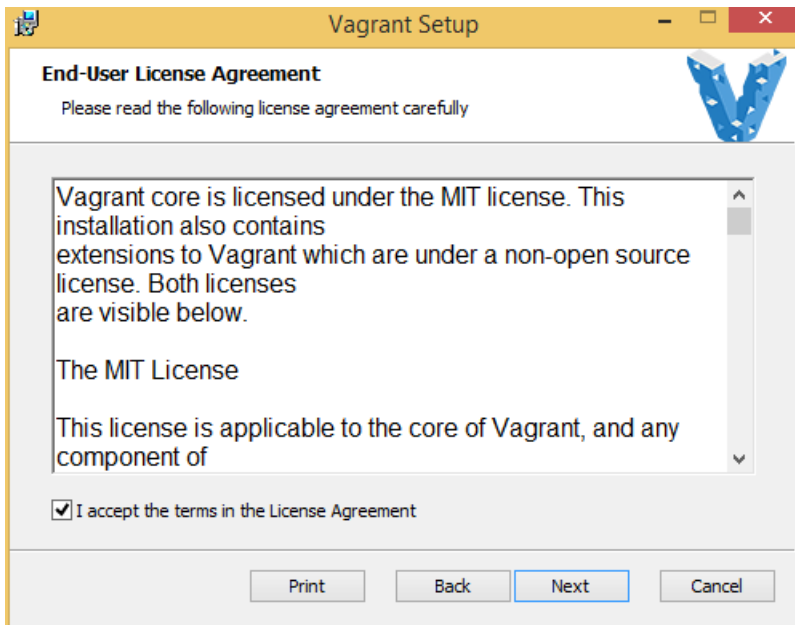 Vagrant Setup
End-User License Agreement
Please read the following license agreement carefully
Vagrant core is licensed under the MIT license. This
installation also contains
extensions to Vagrant which are under a non-open source
license. Both licenses
are visible below.
The MIT License
This license is applicable to the core of Vagrant, and any
component of
I accept the terms in the License Agreement
Print Back Next Cancel